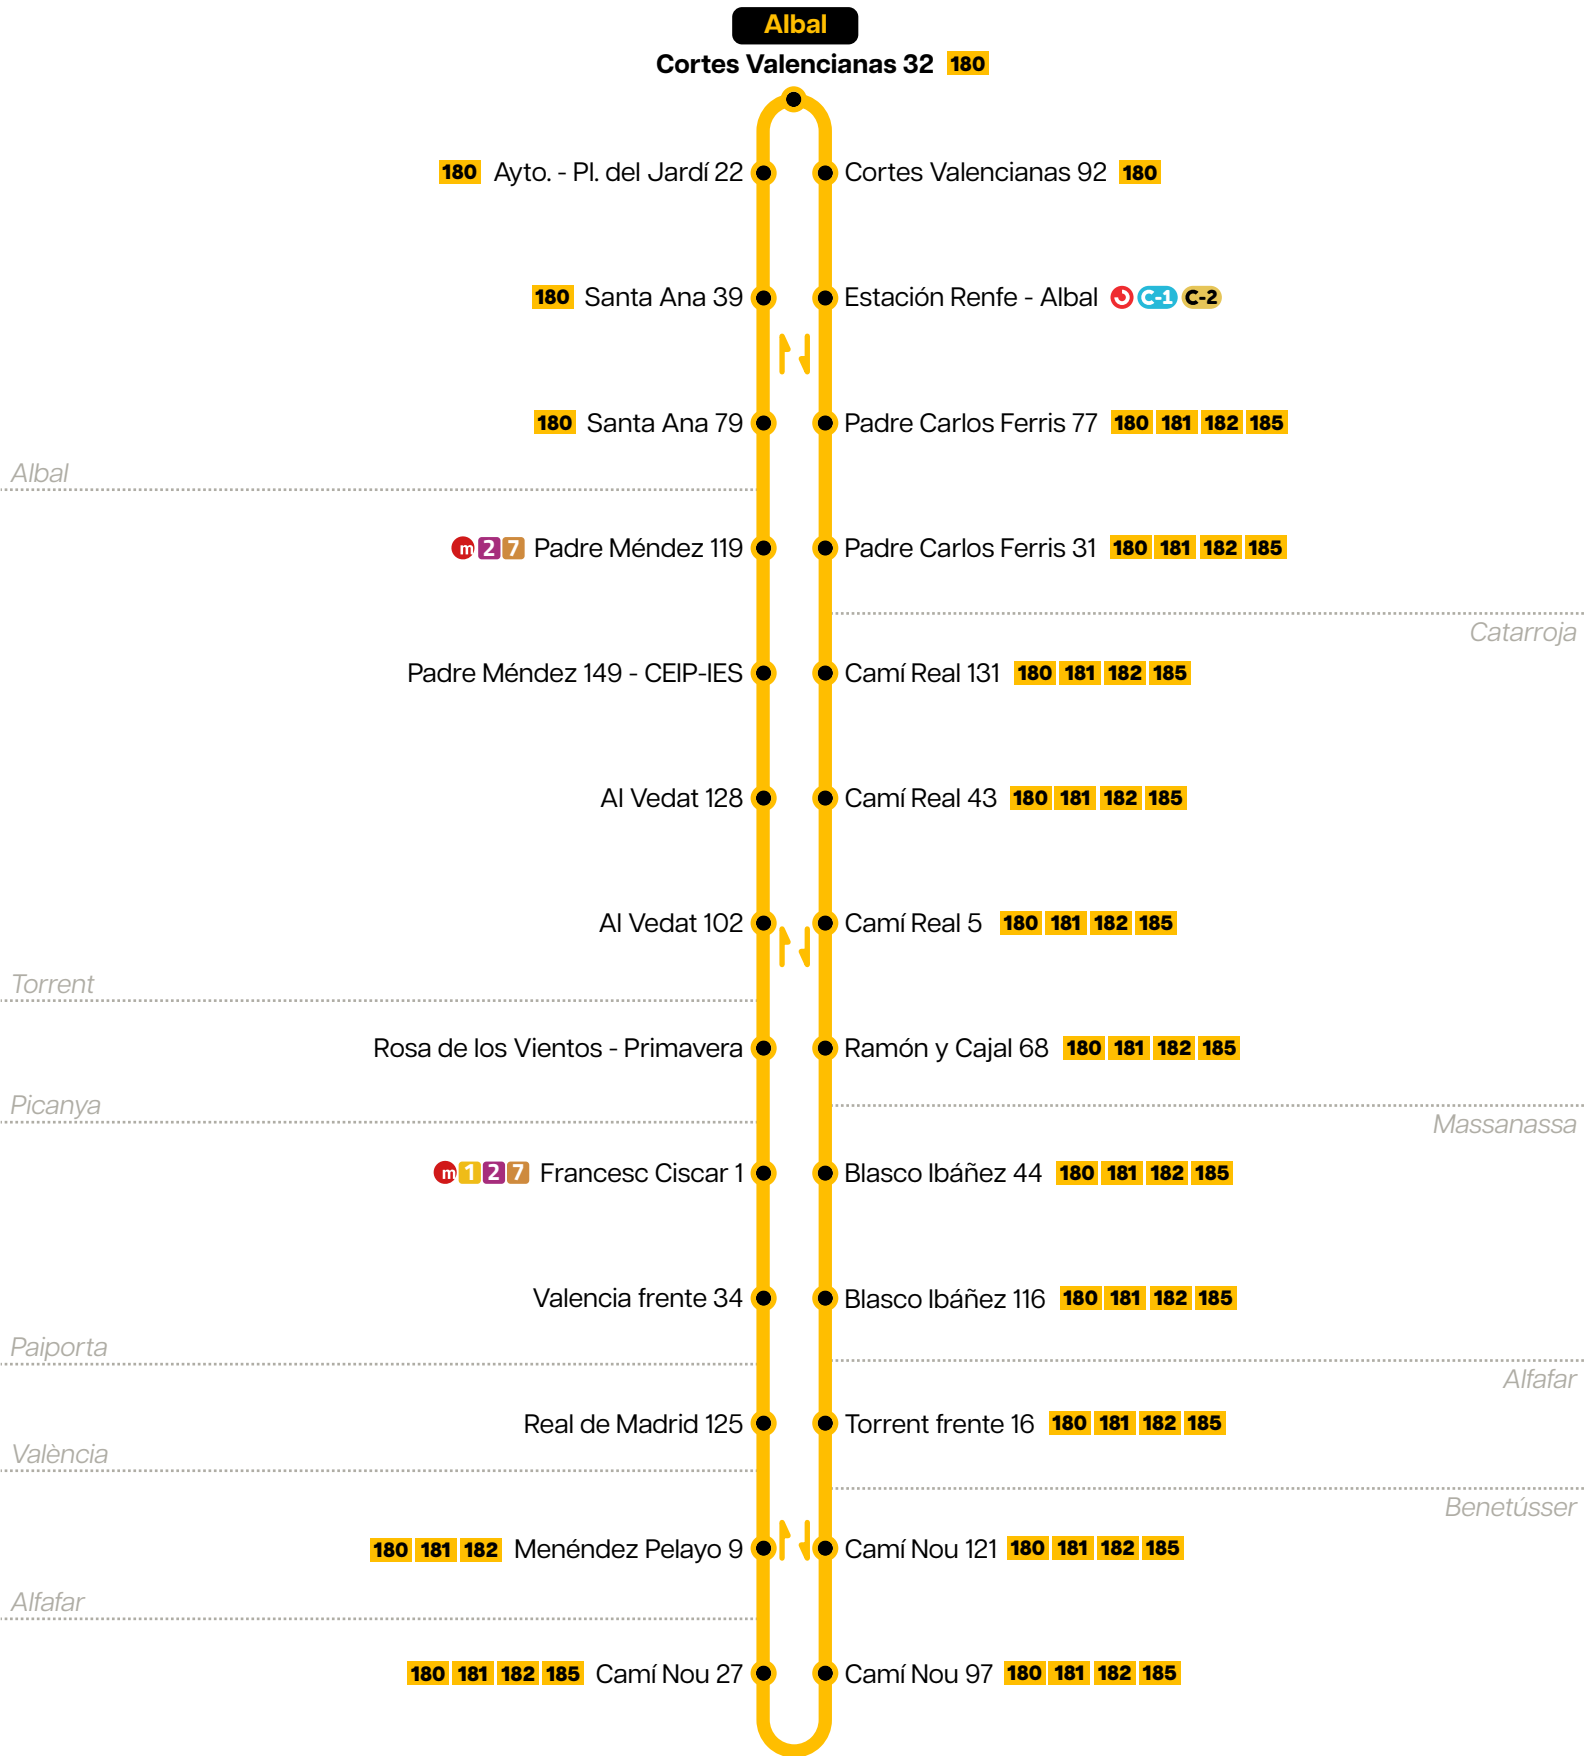 Albal
Cortes Valencianas 32 180
180 Ayto. - Pl. del Jardí 22
Cortes Valencianas 92 180
180 Santa Ana 39
Estación Renfe - Albal C-1 C-2
180 Santa Ana 79
Padre Carlos Ferris 77 180 181 182 185
Albal
m 2 7 Padre Méndez 119
Padre Carlos Ferris 31 180 181 182 185
Catarroja
Padre Méndez 149 - CEIP-IES
Camí Real 131 180 181 182 185
Al Vedat 128
Camí Real 43 180 181 182 185
Al Vedat 102
Camí Real 5 180 181 182 185
Torrent
Rosa de los Vientos - Primavera
Ramón y Cajal 68 180 181 182 185
Picanya
Massanassa
m 1 2 7 Francesc Ciscar 1
Blasco Ibáñez 44 180 181 182 185
Valencia frente 34
Blasco Ibáñez 116 180 181 182 185
Paiporta
Alfafar
Real de Madrid 125
Torrent frente 16 180 181 182 185
València
Benetússer
180 181 182 Menéndez Pelayo 9
Camí Nou 121 180 181 182 185
Alfafar
180 181 182 185 Camí Nou 27
Camí Nou 97 180 181 182 185